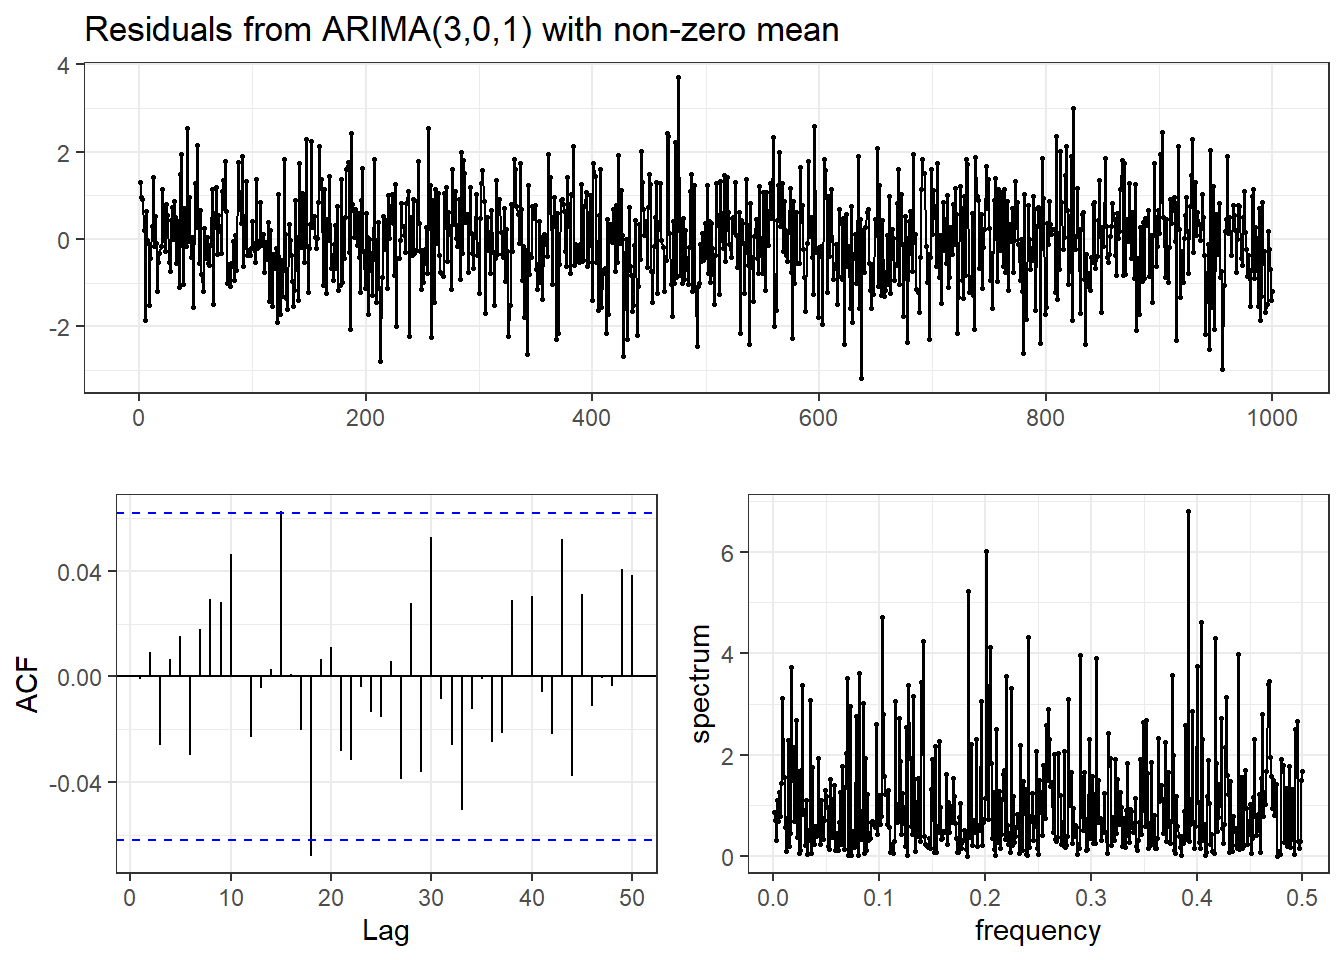 Residuals from ARIMA(3,0,1) with non-zero mean
4
2
0
-2
0 200 400 600 800 1000
ACF
0.04
0.00
-0.04
0 10 20 30 40 50
Lag
spectrum
6
4
2
0
0.0 0.1 0.2 0.3 0.4 0.5
frequency